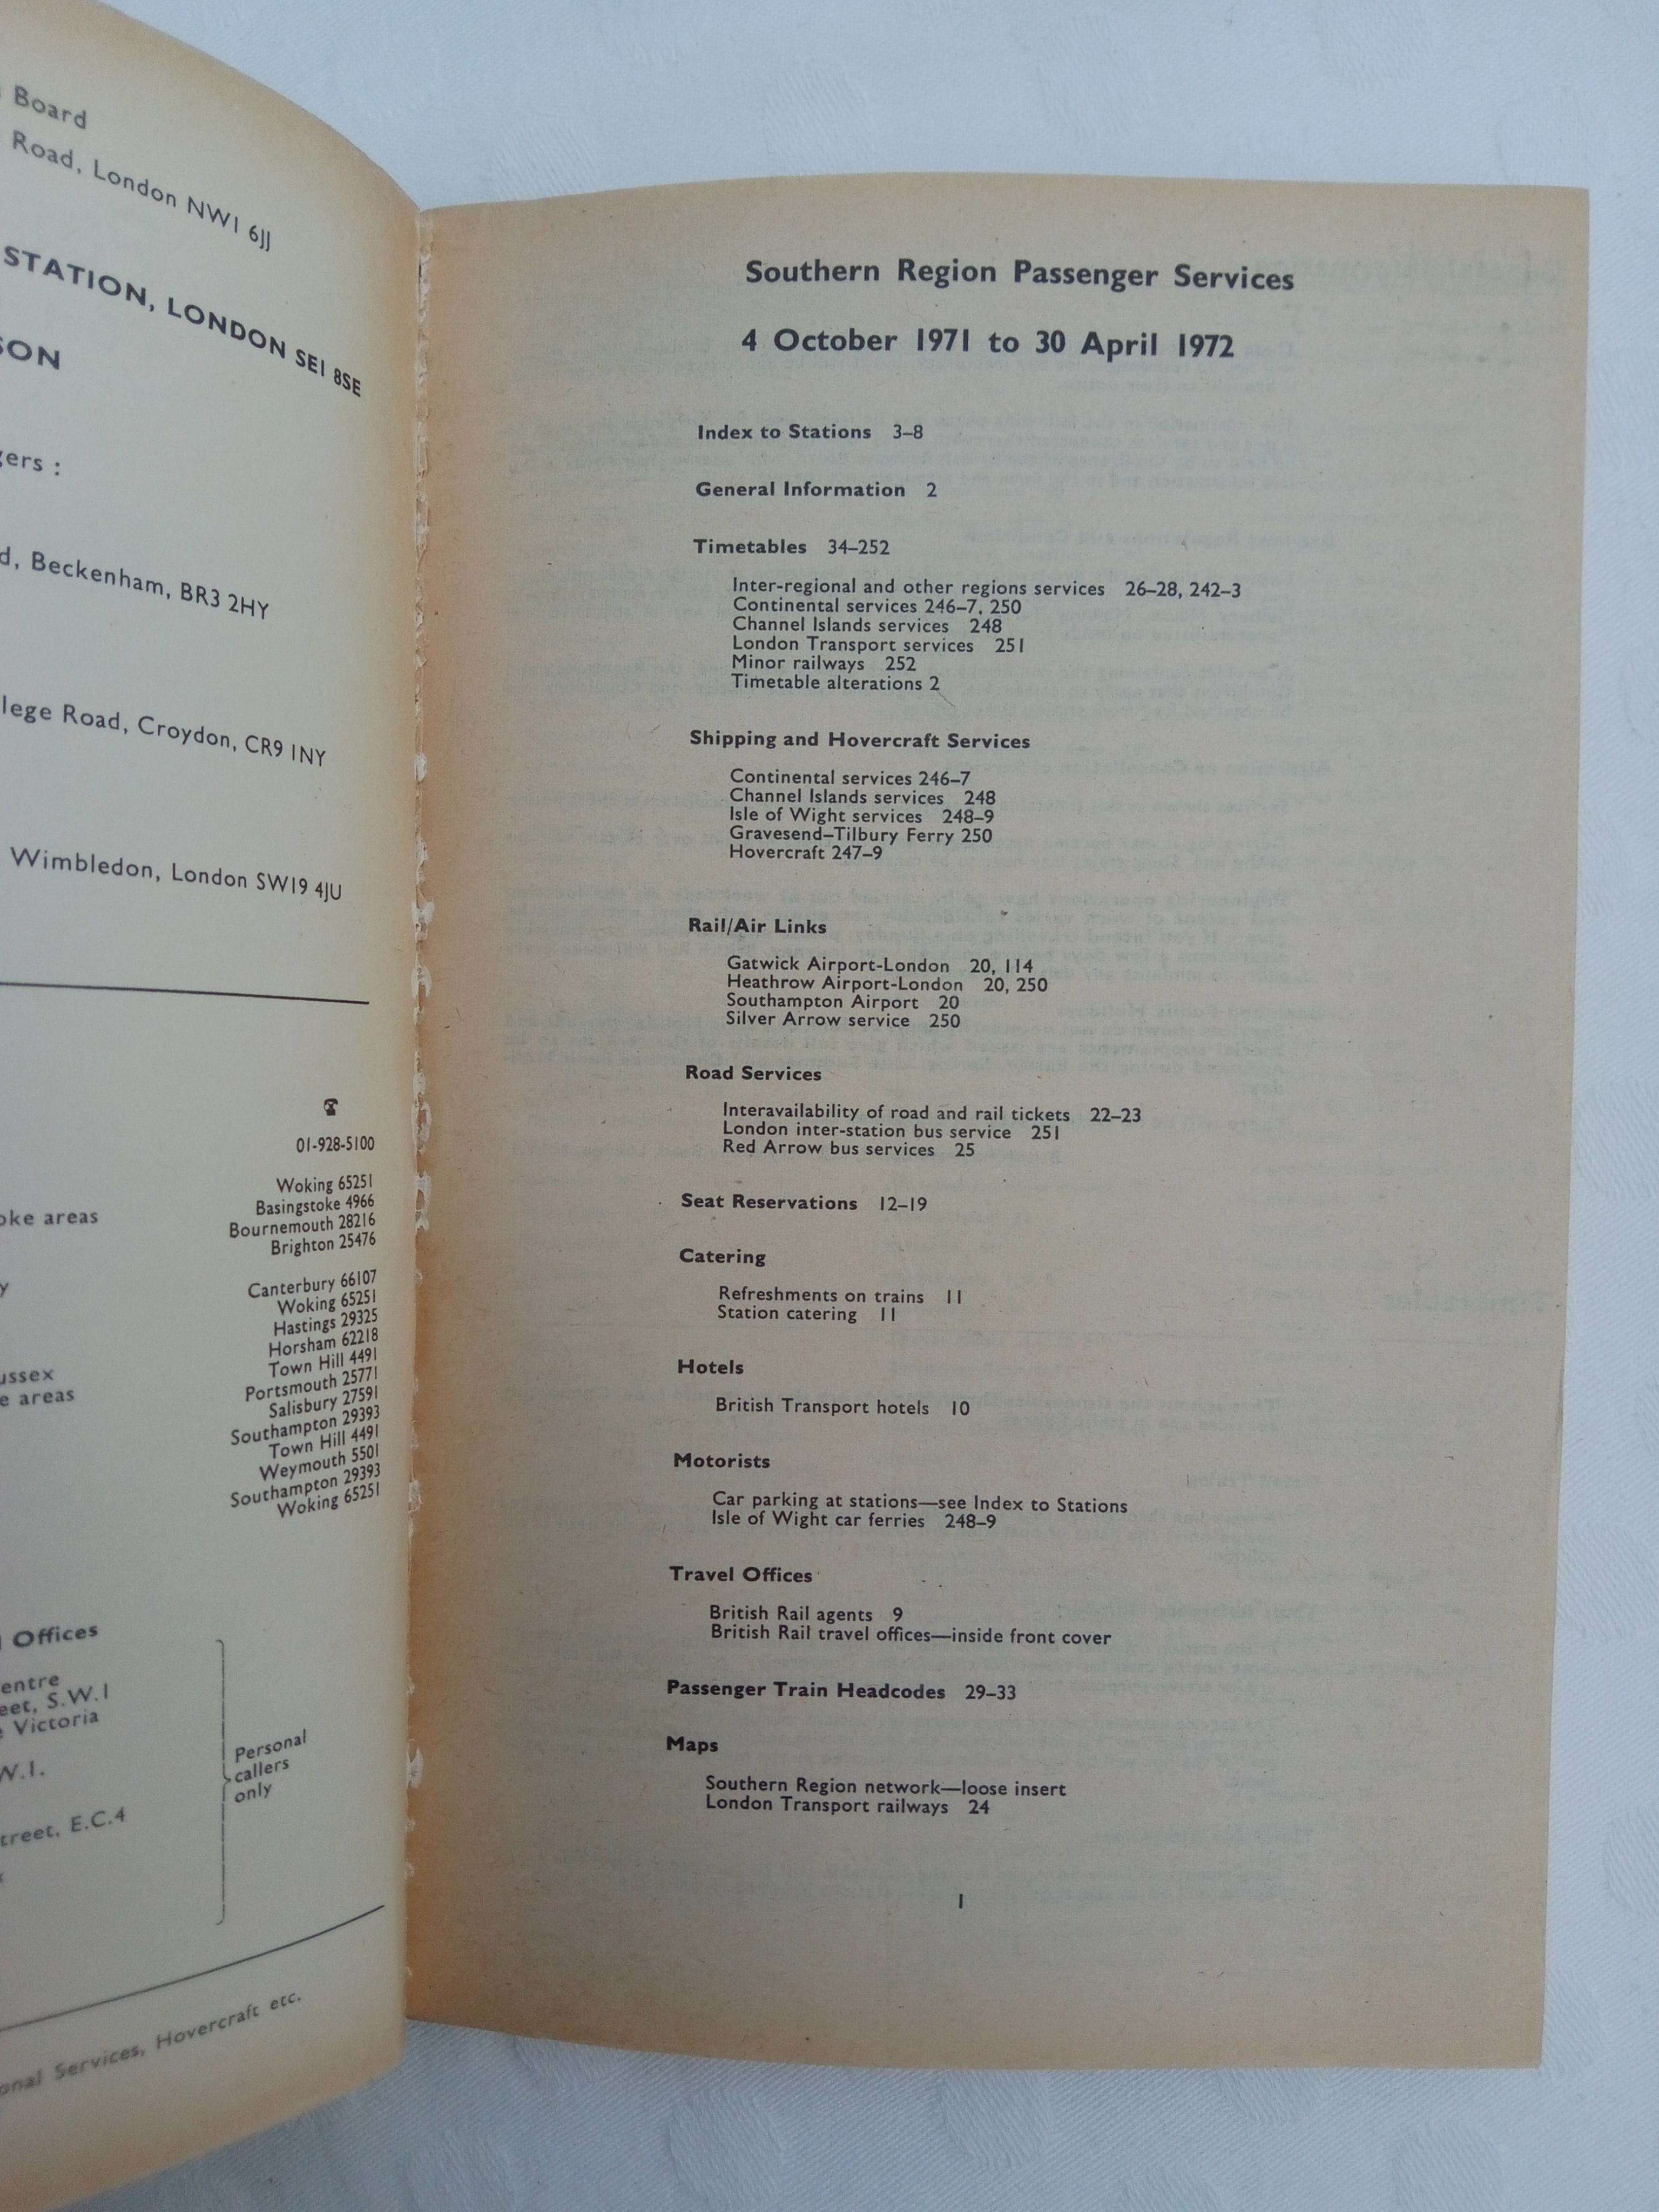 Board
Road, London NW1 6JJ
STATION, LONDON SE1 8SE
SON
gers :
d, Beckenham, BR3 2HY
lege Road, Croydon, CR9 1NY
Wimbledon, London SW19 4JU
01-928-5100
Woking 65251
oke areas Basingstoke 4966
Bournemouth 28216
Brighton 25476
y Canterbury 66107
Woking 65251
Hastings 29325
Horsham 62218
Town Hill 4491
ussex Portsmouth 25771
e areas Salisbury 27591
Southampton 29393
Town Hill 4491
Weymouth 5501
Southampton 29393
Woking 65251
Offices
entre
eet, S.W.1
e Victoria
W.1.
Personal
callers
only
treet, E.C.4
onal Services, Hovercraft etc.
Southern Region Passenger Services
4 October 1971 to 30 April 1972
Index to Stations 3–8
General Information 2
Timetables 34–252
Inter-regional and other regions services 26–28, 242–3
Continental services 246–7, 250
Channel Islands services 248
London Transport services 251
Minor railways 252
Timetable alterations 2
Shipping and Hovercraft Services
Continental services 246–7
Channel Islands services 248
Isle of Wight services 248–9
Gravesend–Tilbury Ferry 250
Hovercraft 247–9
Rail/Air Links
Gatwick Airport-London 20, 114
Heathrow Airport-London 20, 250
Southampton Airport 20
Silver Arrow service 250
Road Services
Interavailability of road and rail tickets 22–23
London inter-station bus service 251
Red Arrow bus services 25
Seat Reservations 12–19
Catering
Refreshments on trains 11
Station catering 11
Hotels
British Transport hotels 10
Motorists
Car parking at stations—see Index to Stations
Isle of Wight car ferries 248–9
Travel Offices
British Rail agents 9
British Rail travel offices—inside front cover
Passenger Train Headcodes 29–33
Maps
Southern Region network—loose insert
London Transport railways 24
1